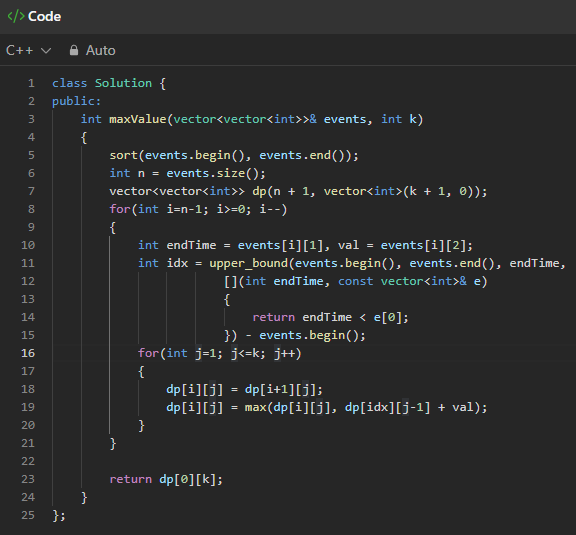 </> Code
C++ Auto
1 class Solution {
2 public:
3     int maxValue(vector<vector<int>>& events, int k)
4     {
5         sort(events.begin(), events.end());
6         int n = events.size();
7         vector<vector<int>> dp(n + 1, vector<int>(k + 1, 0));
8         for(int i=n-1; i>=0; i--)
9         {
10             int endTime = events[i][1], val = events[i][2];
11             int idx = upper_bound(events.begin(), events.end(), endTime,
12                         [](int endTime, const vector<int>& e)
13                         {
14                             return endTime < e[0];
15                         }) - events.begin();
16             for(int j=1; j<=k; j++)
17             {
18                 dp[i][j] = dp[i+1][j];
19                 dp[i][j] = max(dp[i][j], dp[idx][j-1] + val);
20             }
21         }
22
23         return dp[0][k];
24     }
25 };